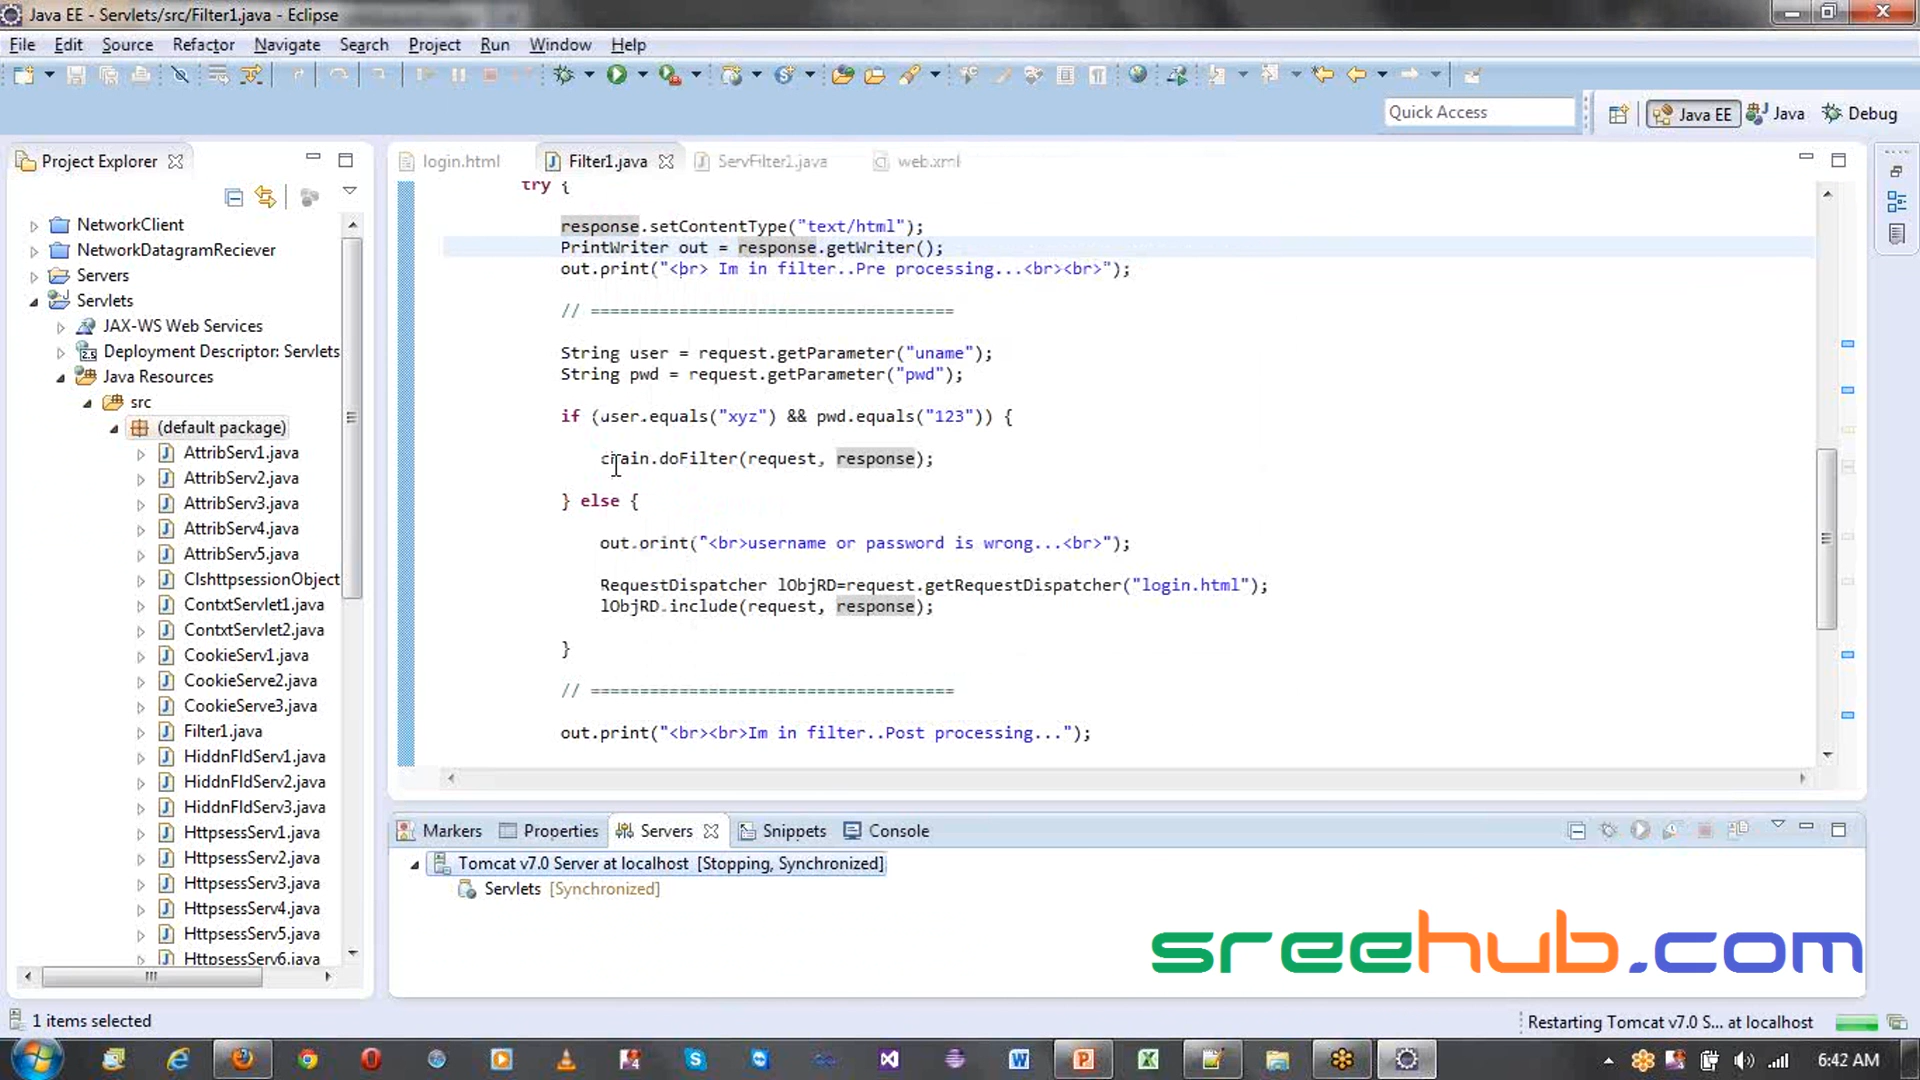 Java EE - Servlets/src/Filter1.java - Eclipse
File Edit Source Refactor Navigate Search Project Run Window Help
Quick Access
Java EE
Java
Debug
Project Explorer
NetworkClient
NetworkDatagramReciever
Servers
Servlets
JAX-WS Web Services
Deployment Descriptor: Servlets
Java Resources
src
(default package)
AttribServ1.java
AttribServ2.java
AttribServ3.java
AttribServ4.java
AttribServ5.java
ClshttpsessionObject
ContxtServlet1.java
ContxtServlet2.java
CookieServ1.java
CookieServe2.java
CookieServe3.java
Filter1.java
HiddnFldServ1.java
HiddnFldServ2.java
HiddnFldServ3.java
HttpsessServ1.java
HttpsessServ2.java
HttpsessServ3.java
HttpsessServ4.java
HttpsessServ5.java
HttpsessServ6.java
login.html
Filter1.java
ServFilter1.java
web.xml
try {
response.setContentType("text/html");
PrintWriter out = response.getWriter();
out.print("<br> Im in filter..Pre processing...<br><br>");
// =====================================
String user = request.getParameter("uname");
String pwd = request.getParameter("pwd");
if (user.equals("xyz") && pwd.equals("123")) {
chain.doFilter(request, response);
} else {
out.print("<br>username or password is wrong...<br>");
RequestDispatcher lObjRD=request.getRequestDispatcher("login.html");
lObjRD.include(request, response);
}
// =====================================
out.print("<br><br>Im in filter..Post processing...");
Markers
Properties
Servers
Snippets
Console
Tomcat v7.0 Server at localhost [Stopping, Synchronized]
Servlets [Synchronized]
sreehub.com
1 items selected
Restarting Tomcat v7.0 S... at localhost
6:42 AM